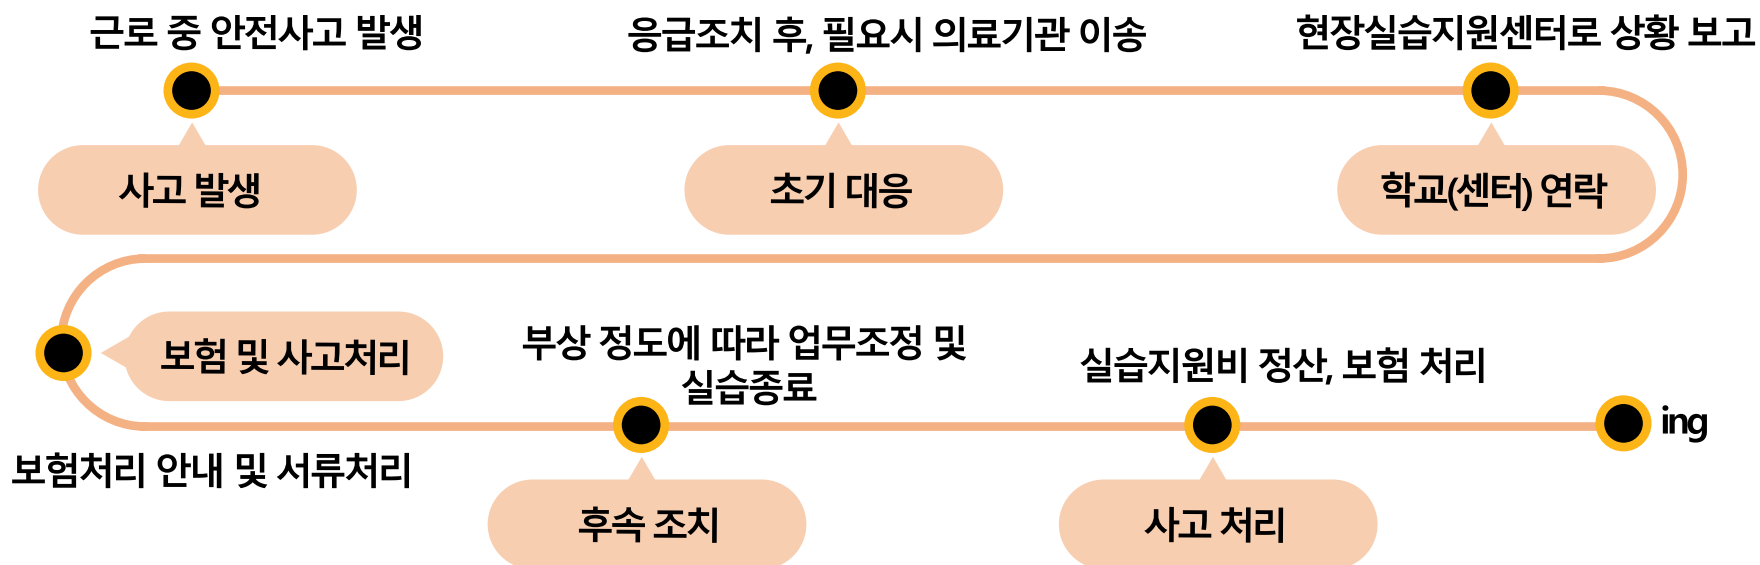 근로 중 안전사고 발생
응급조치 후, 필요시 의료기관 이송
현장실습지원센터로 상황 보고
사고 발생
초기 대응
학교(센터) 연락
보험 및 사고처리
보험처리 안내 및 서류처리
부상 정도에 따라 업무조정 및
실습종료
실습지원비 정산, 보험 처리
ing
후속 조치
사고 처리